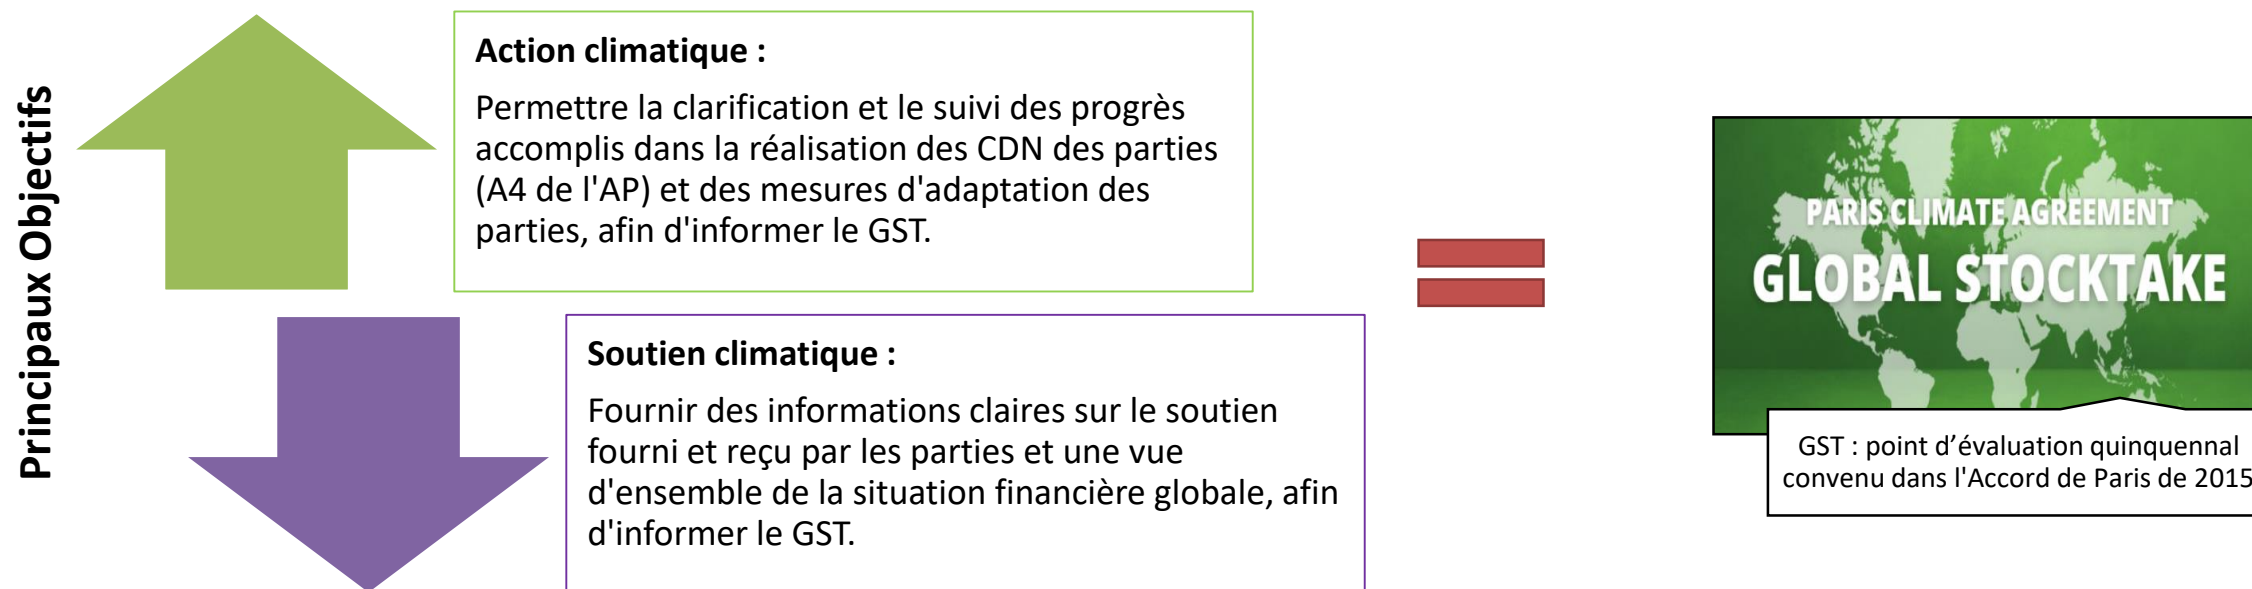 Principaux Objectifs
Action climatique :
Permettre la clarification et le suivi des progrès
accomplis dans la réalisation des CDN des parties
(A4 de l'AP) et des mesures d'adaptation des
parties, afin d'informer le GST.
Soutien climatique :
Fournir des informations claires sur le soutien
fourni et reçu par les parties et une vue
d'ensemble de la situation financière globale, afin
d'informer le GST.
PARIS CLIMATE AGREEMENT
GLOBAL STOCKTAKE
GST : point d’évaluation quinquennal
convenu dans l'Accord de Paris de 2015